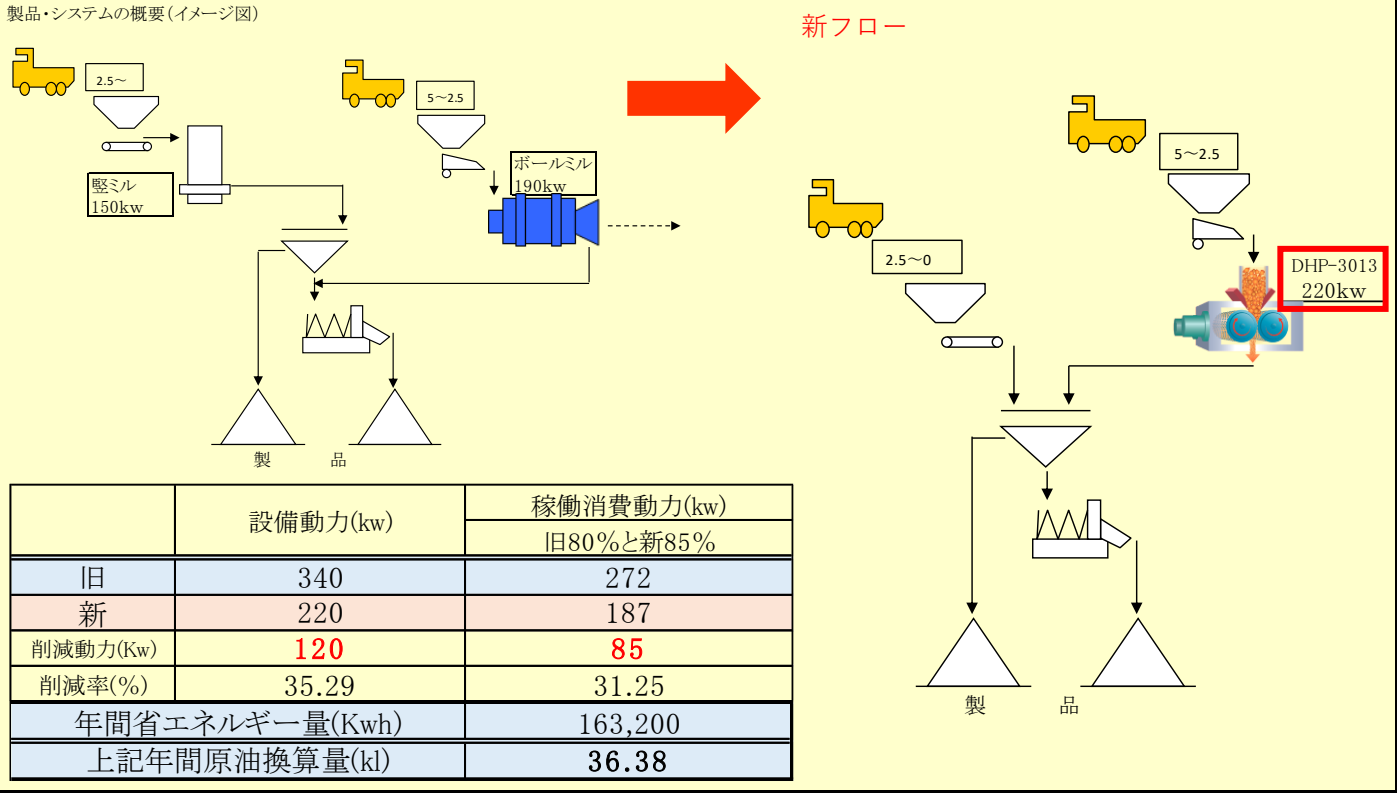 製品・システムの概要（イメージ図）
新フロー
2.5～
5～2.5
竪ミル
150kw
ボールミル
190kw
製 品
5～2.5
2.5～0
DHP-3013
220kw
製 品
設備動力(kw) 稼働消費動力(kw)
旧80％と新85％
旧 340 272
新 220 187
削減動力(Kw) 120 85
削減率(%) 35.29 31.25
年間省エネルギー量(Kwh) 163,200
上記年間原油換算量(kl) 36.38